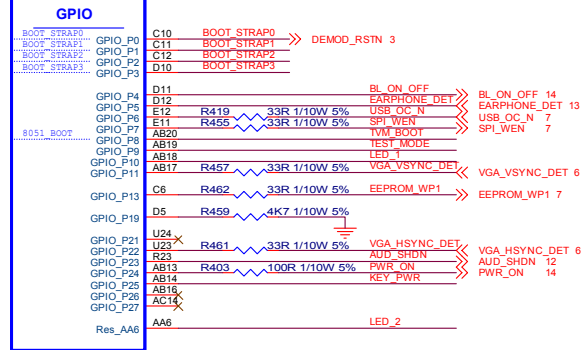 GPIO
BOOT_STRAP0 GPIO_P0 C10 BOOT_STRAP0 DEMOD_RSTN 3
BOOT_STRAP1 GPIO_P1 C11 BOOT_STRAP1
BOOT_STRAP2 GPIO_P2 C12 BOOT_STRAP2
BOOT_STRAP3 GPIO_P3 D10 BOOT_STRAP3
GPIO_P4 D11 BL_ON_OFF BL_ON_OFF 14
GPIO_P5 D12 EARPHONE_DET EARPHONE_DET 13
GPIO_P6 E12 R419 33R 1/10W 5% USB_OC_N USB_OC_N 7
GPIO_P7 E11 R455 33R 1/10W 5% SPI_WEN SPI_WEN 7
8051_BOOT GPIO_P8 AB20 TVM_BOOT
GPIO_P9 AB19 TEST_MODE
GPIO_P10 AB18 LED_1
GPIO_P11 AB17 R457 33R 1/10W 5% VGA_VSYNC_DET VGA_VSYNC_DET 6
GPIO_P13 C6 R462 33R 1/10W 5% EEPROM_WP1 EEPROM_WP1 7
GPIO_P19 D5 R459 4K7 1/10W 5%
GPIO_P21 U24
GPIO_P22 U23 R461 33R 1/10W 5% VGA_HSYNC_DET VGA_HSYNC_DET 6
GPIO_P23 R23 AUD_SHDN AUD_SHDN 12
GPIO_P24 AB13 R403 100R 1/10W 5% PWR_ON PWR_ON 14
GPIO_P25 AB14 KEY_PWR
GPIO_P26 AB16
GPIO_P27 AC14
Res_AA6 AA6 LED_2